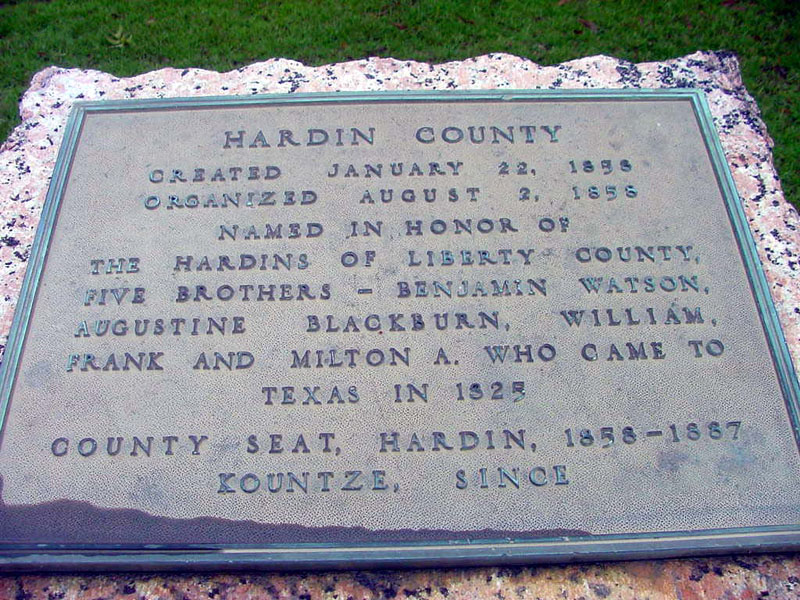 HARDIN COUNTY
CREATED JANUARY 22, 1858
ORGANIZED AUGUST 2, 1858
NAMED IN HONOR OF
THE HARDINS OF LIBERTY COUNTY,
FIVE BROTHERS - BENJAMIN WATSON,
AUGUSTINE BLACKBURN, WILLIAM,
FRANK AND MILTON A. WHO CAME TO
TEXAS IN 1825
COUNTY SEAT, HARDIN, 1858-1887
KOUNTZE, SINCE